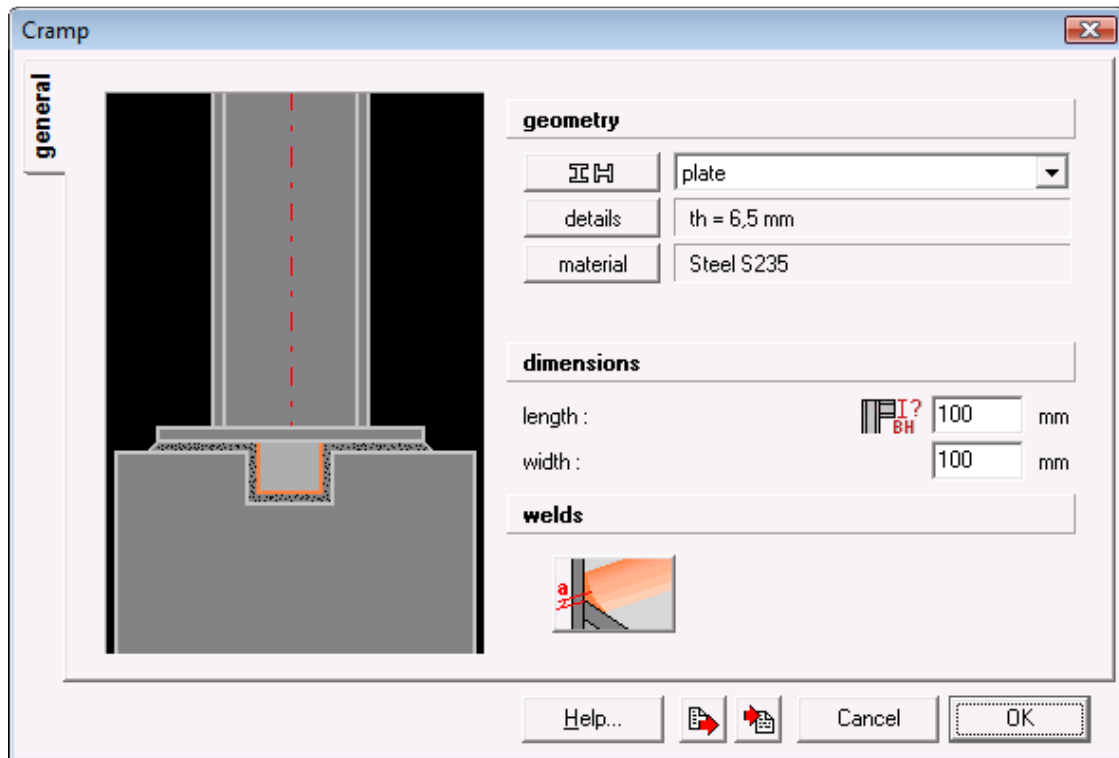 Cramp
general
geometry
plate
details
th = 6,5 mm
material
Steel S235
dimensions
length :
I?
BH
100
mm
width :
100
mm
welds
a
Help...
Cancel
OK